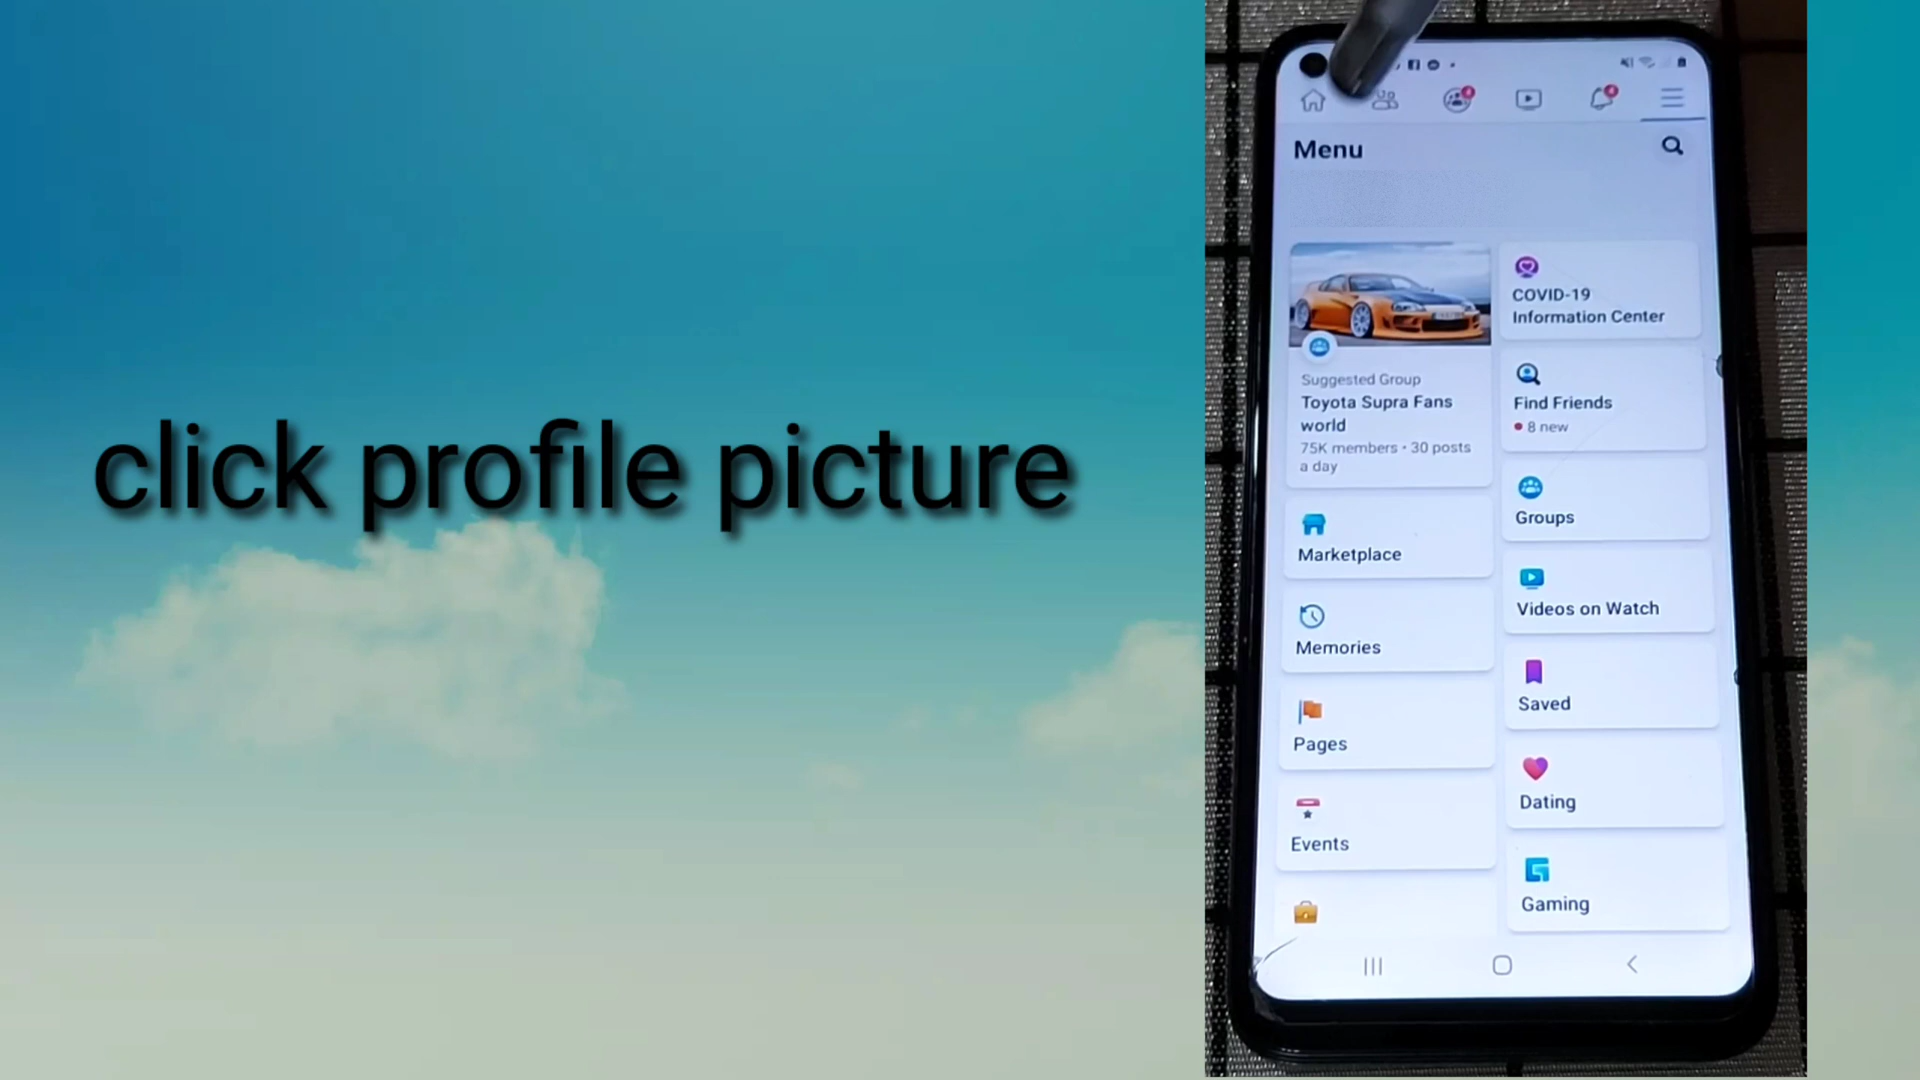 click profile picture
Menu
Suggested Group
Toyota Supra Fans
world
75K members • 30 posts
a day
Marketplace
Memories
Pages
Events
COVID-19
Information Center
Find Friends
8 new
Groups
Videos on Watch
Saved
Dating
Gaming